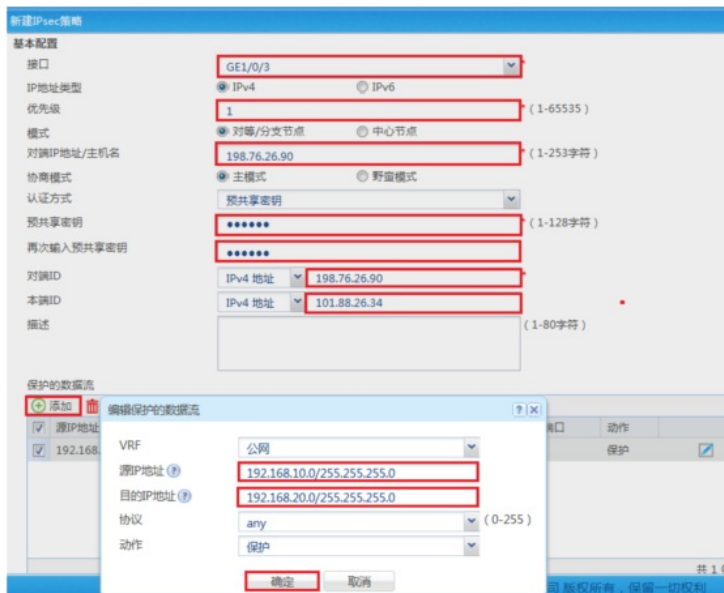 新建IPsec策略
基本配置
接口 GE1/0/3 *
IP地址类型 IPv4 IPv6
优先级 1 * (1-65535)
模式 对等/分支节点 中心节点
对端IP地址/主机名 198.76.26.90 * (1-253字符)
协商模式 主模式 野蛮模式
认证方式 预共享密钥
预共享密钥 ●●●●●● * (1-128字符)
再次输入预共享密钥 ●●●●●●
对端ID IPv4 地址 198.76.26.90 *
本端ID IPv4 地址 101.88.26.34
描述 (1-80字符)
保护的数据流
添加
编辑保护的数据流
源IP地址 端口 动作
192.168. 保护
VRF 公网
源IP地址 192.168.10.0/255.255.255.0
目的IP地址 192.168.20.0/255.255.255.0
协议 any (0-255)
动作 保护
确定 取消
共 1
司 版权所有，保留一切权利